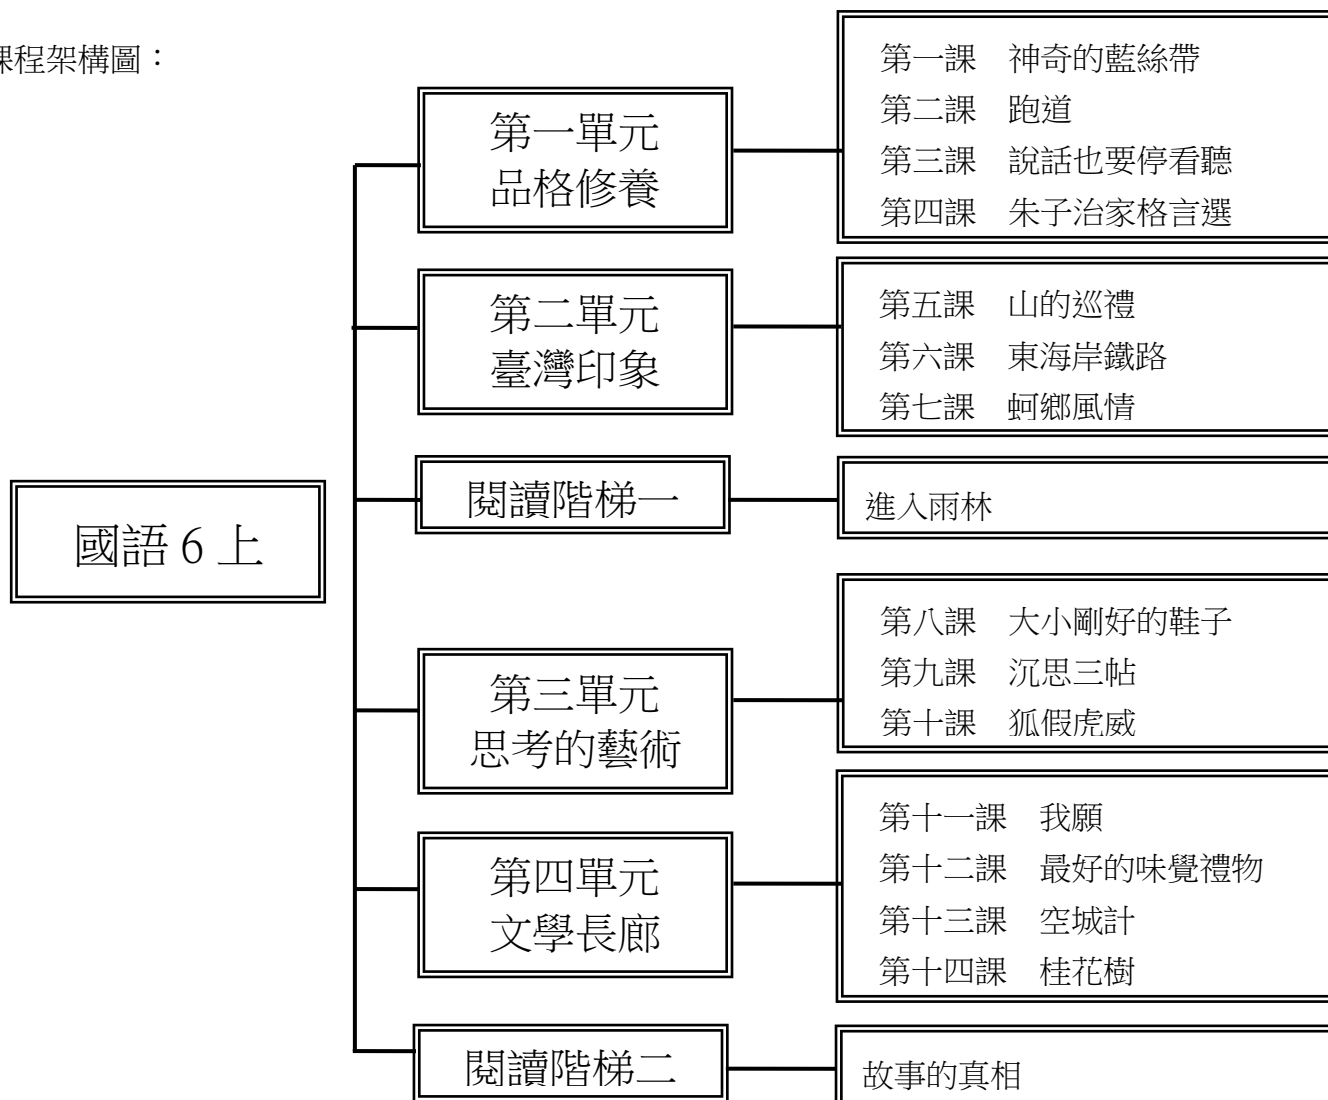 課程架構圖：
國語 6 上
第一單元
品格修養
第一課　神奇的藍絲帶
第二課　跑道
第三課　說話也要停看聽
第四課　朱子治家格言選
第二單元
臺灣印象
第五課　山的巡禮
第六課　東海岸鐵路
第七課　蚵鄉風情
閱讀階梯一
進入雨林
第三單元
思考的藝術
第八課　大小剛好的鞋子
第九課　沉思三帖
第十課　狐假虎威
第四單元
文學長廊
第十一課　我願
第十二課　最好的味覺禮物
第十三課　空城計
第十四課　桂花樹
閱讀階梯二
故事的真相